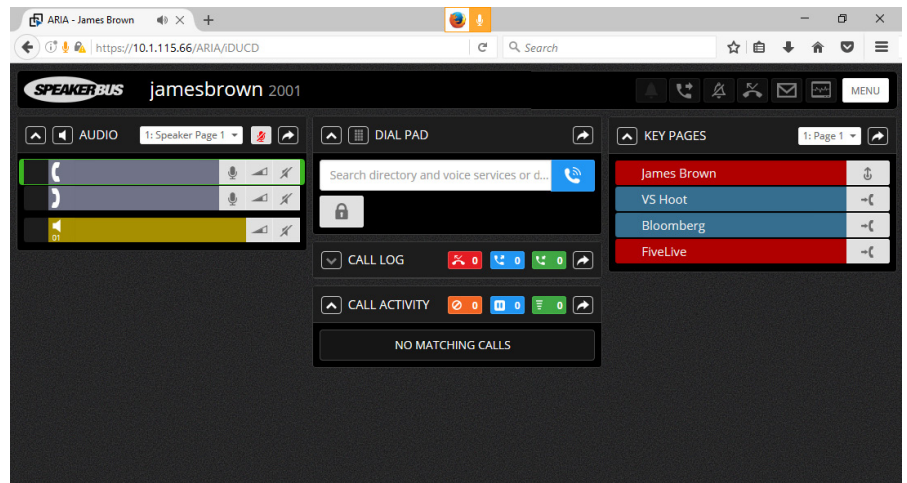 ARIA - James Brown
https://10.1.115.66/ARIA/iDUCD
Search
SPEAKERBUS
jamesbrown 2001
MENU
AUDIO
1: Speaker Page 1
01
DIAL PAD
Search directory and voice services or d...
CALL LOG
0 0 0
CALL ACTIVITY
0 0 0
NO MATCHING CALLS
KEY PAGES
1: Page 1
James Brown
VS Hoot
Bloomberg
FiveLive